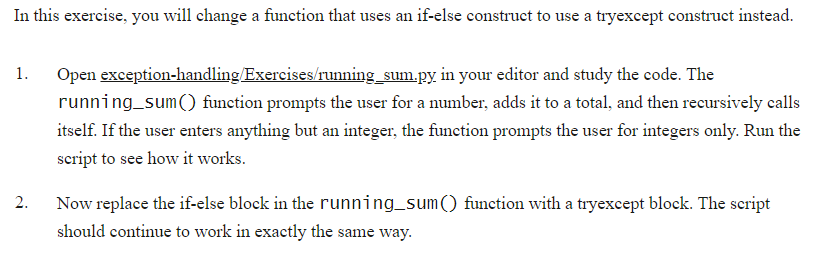 In this exercise, you will change a function that uses an if-else construct to use a tryexcept construct instead.
1. Open exception-handling/Exercises/running_sum.py in your editor and study the code. The
running_sum() function prompts the user for a number, adds it to a total, and then recursively calls
itself. If the user enters anything but an integer, the function prompts the user for integers only. Run the
script to see how it works.
2. Now replace the if-else block in the running_sum() function with a tryexcept block. The script
should continue to work in exactly the same way.